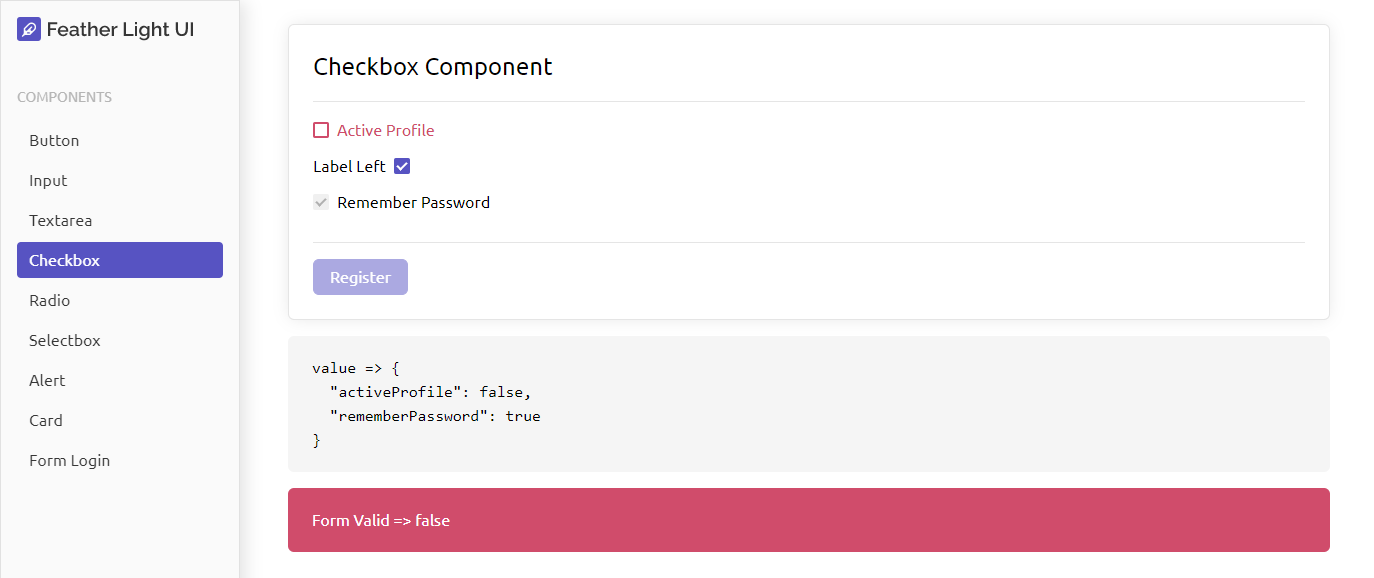 Feather Light UI
COMPONENTS
Button
Input
Textarea
Checkbox
Radio
Selectbox
Alert
Card
Form Login
Checkbox Component
Active Profile
Label Left
Remember Password
Register
value => {
  "activeProfile": false,
  "rememberPassword": true
}
Form Valid => false